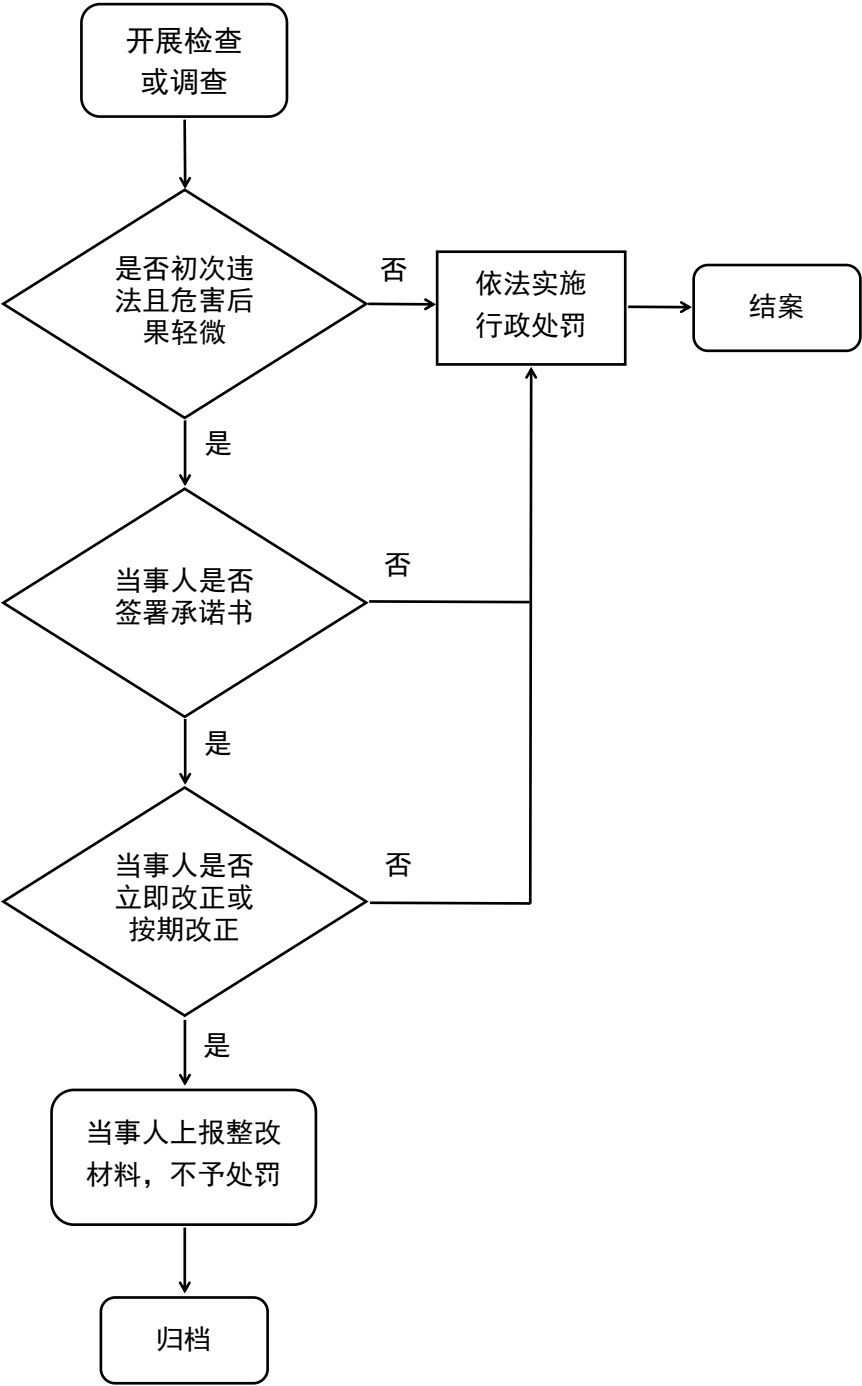 开展检查
或调查
是否初次违
法且危害后
果轻微
否
依法实施
行政处罚
结案
是
当事人是否
签署承诺书
否
是
当事人是否
立即改正或
按期改正
否
是
当事人上报整改
材料，不予处罚
归档